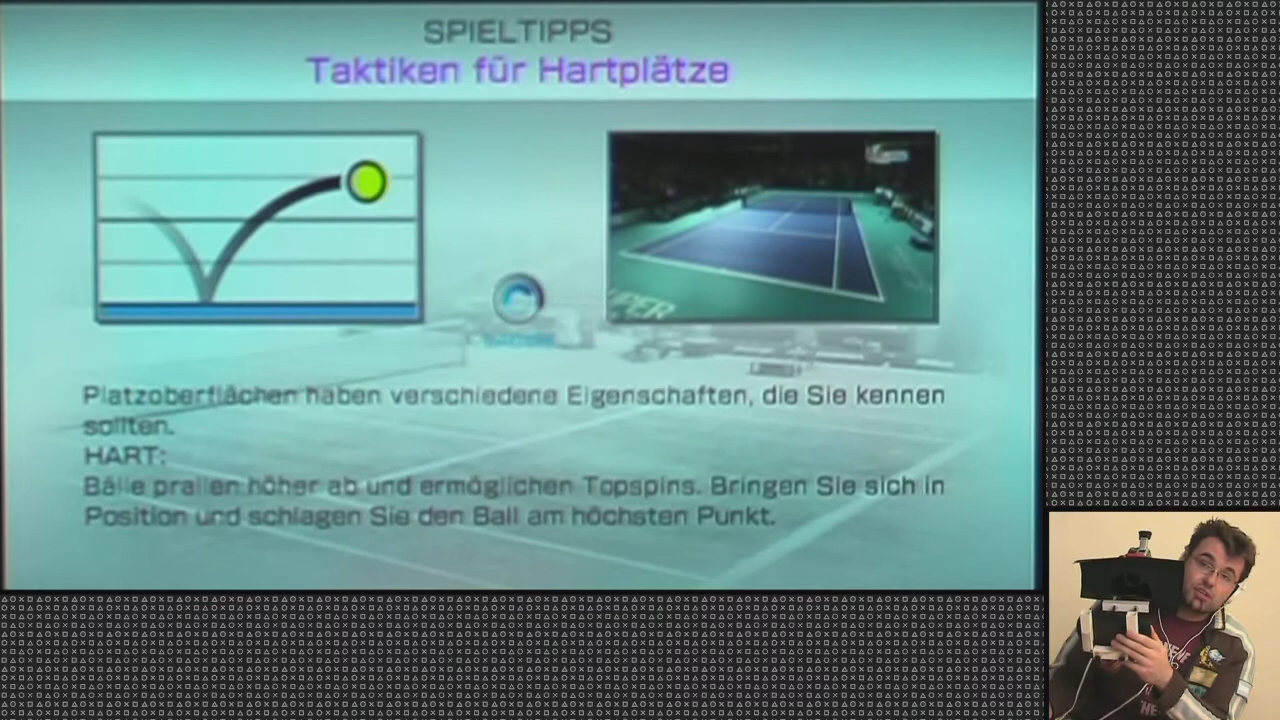 SPIELTIPPS
Taktiken für Hartplätze
PER
Platzoberflächen haben verschiedene Eigenschaften, die Sie kennen
sollten.
HART:
Bälle prallen höher ab und ermöglichen Topspins. Bringen Sie sich in
Position und schlagen Sie den Ball am höchsten Punkt.